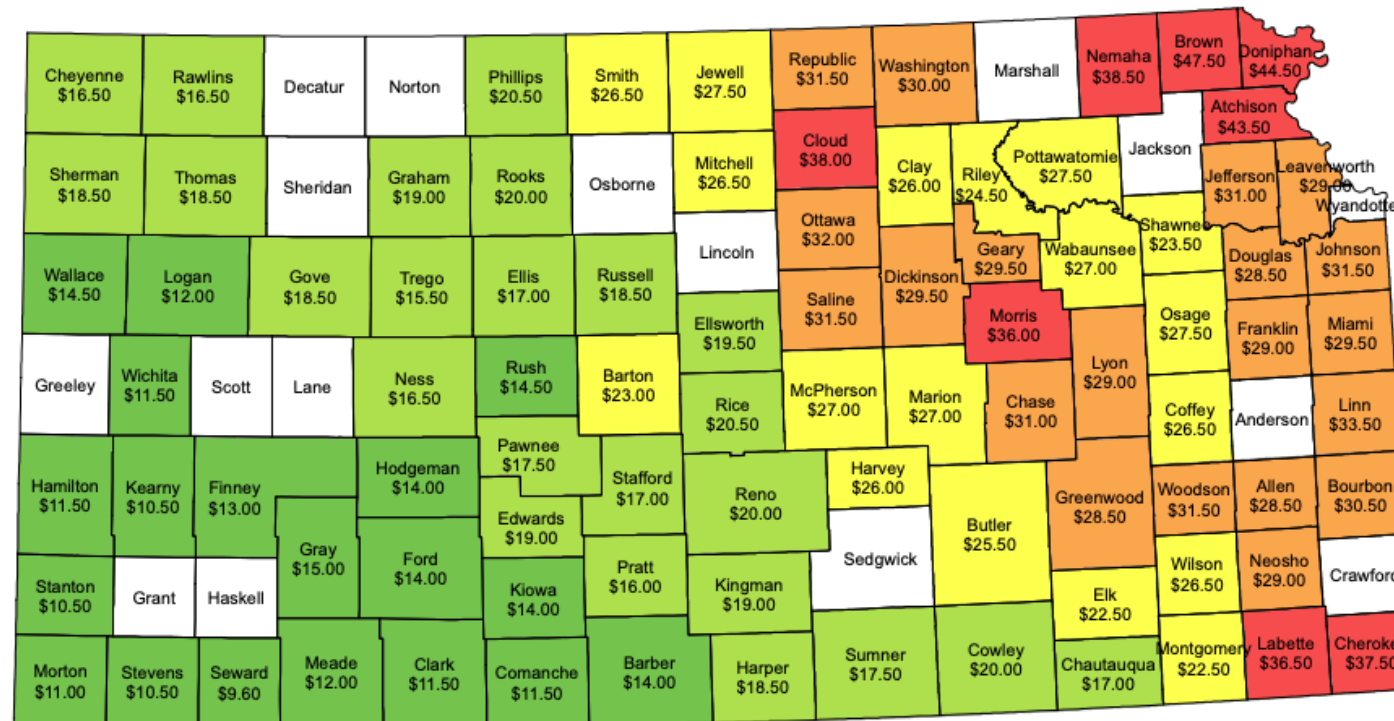 Cheyenne
$16.50
Rawlins
$16.50
Decatur
Norton
Phillips
$20.50
Smith
$26.50
Jewell
$27.50
Republic
$31.50
Washington
$30.00
Marshall
Nemaha
$38.50
Brown
$47.50
Doniphan
$44.50
Atchison
$43.50
Sherman
$18.50
Thomas
$18.50
Sheridan
Graham
$19.00
Rooks
$20.00
Osborne
Mitchell
$26.50
Cloud
$38.00
Clay
$26.00
Riley
$24.50
Pottawatomie
$27.50
Jackson
Jefferson
$31.00
Leavenworth
$29.00
Wyandotte
Wallace
$14.50
Logan
$12.00
Gove
$18.50
Trego
$15.50
Ellis
$17.00
Russell
$18.50
Lincoln
Ottawa
$32.00
Saline
$31.50
Dickinson
$29.50
Geary
$29.50
Wabaunsee
$27.00
Shawnee
$23.50
Douglas
$28.50
Johnson
$31.50
Ellsworth
$19.50
Morris
$36.00
Osage
$27.50
Franklin
$29.00
Miami
$29.50
Greeley
Wichita
$11.50
Scott
Lane
Ness
$16.50
Rush
$14.50
Barton
$23.00
Rice
$20.50
McPherson
$27.00
Marion
$27.00
Chase
$31.00
Lyon
$29.00
Coffey
$26.50
Anderson
Linn
$33.50
Hamilton
$11.50
Kearny
$10.50
Finney
$13.00
Hodgeman
$14.00
Pawnee
$17.50
Stafford
$17.00
Reno
$20.00
Harvey
$26.00
Butler
$25.50
Greenwood
$28.50
Woodson
$31.50
Allen
$28.50
Bourbon
$30.50
Gray
$15.00
Ford
$14.00
Edwards
$19.00
Kiowa
$14.00
Pratt
$16.00
Kingman
$19.00
Sedgwick
Elk
$22.50
Wilson
$26.50
Neosho
$29.00
Crawford
Stanton
$10.50
Grant
Haskell
Morton
$11.00
Stevens
$10.50
Seward
$9.60
Meade
$12.00
Clark
$11.50
Comanche
$11.50
Barber
$14.00
Harper
$18.50
Sumner
$17.50
Cowley
$20.00
Chautauqua
$17.00
Montgomery
$22.50
Labette
$36.50
Cheroke
$37.50